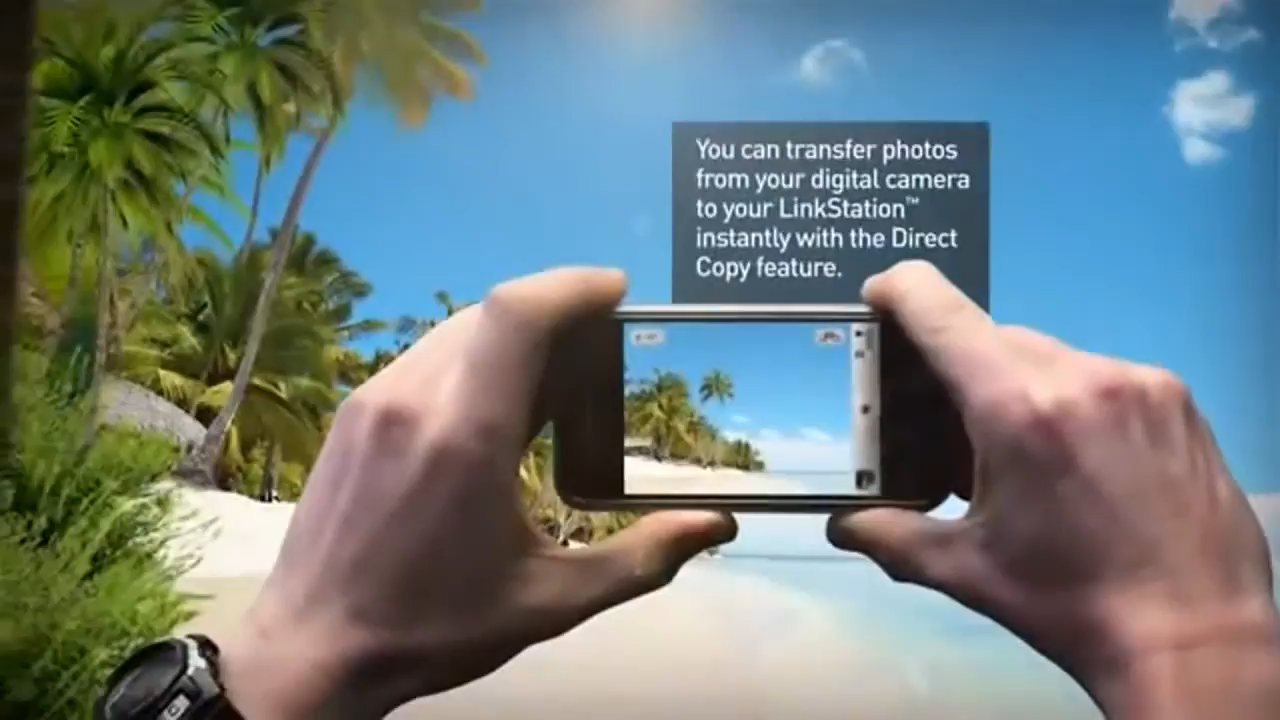 You can transfer photos
from your digital camera
to your LinkStation™
instantly with the Direct
Copy feature.